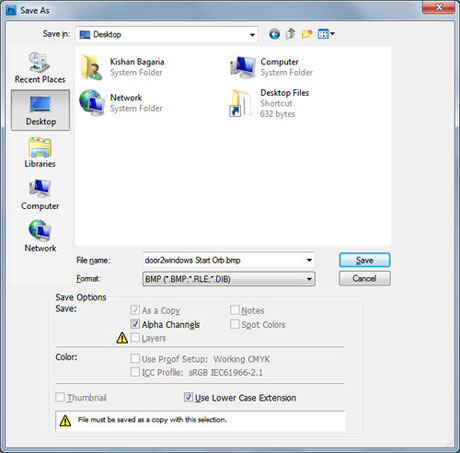 Ps Save As
Save in: Desktop
Recent Places
Desktop
Libraries
Computer
Network
Kishan Bagaria
System Folder
Computer
System Folder
Network
System Folder
Desktop Files
Shortcut
632 bytes
File name: door2windows Start Orb.bmp Save
Format: BMP (*.BMP;*.RLE;*.DIB) Cancel
Save Options
Save: As a Copy Notes
Alpha Channels Spot Colors
Layers
Color: Use Proof Setup: Working CMYK
ICC Profile: sRGB IEC61966-2.1
Thumbnail Use Lower Case Extension
File must be saved as a copy with this selection.